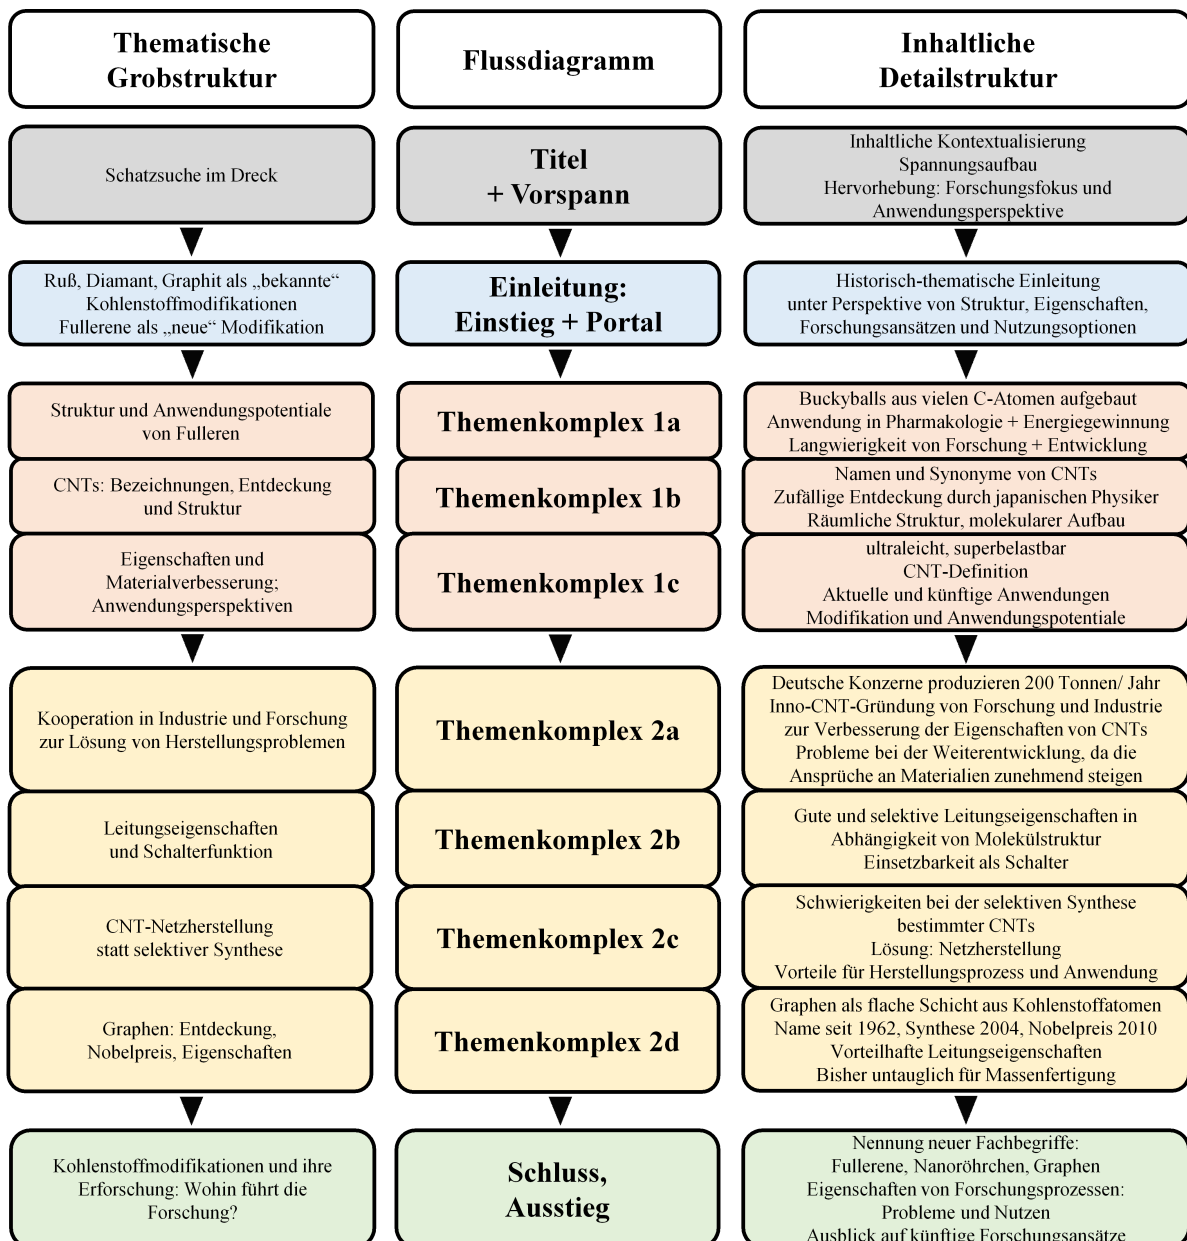 Thematische
Grobstruktur
Flussdiagramm
Inhaltliche
Detailstruktur
Schatzsuche im Dreck
Titel
+ Vorspann
Inhaltliche Kontextualisierung
Spannungsaufbau
Hervorhebung: Forschungsfokus und
Anwendungsperspektive
Ruß, Diamant, Graphit als „bekannte“
Kohlenstoffmodifikationen
Fullerene als „neue“ Modifikation
Einleitung:
Einstieg + Portal
Historisch-thematische Einleitung
unter Perspektive von Struktur, Eigenschaften,
Forschungsansätzen und Nutzungsoptionen
Struktur und Anwendungspotentiale
von Fulleren
Themenkomplex 1a
Buckyballs aus vielen C-Atomen aufgebaut
Anwendung in Pharmakologie + Energiegewinnung
Langwierigkeit von Forschung + Entwicklung
CNTs: Bezeichnungen, Entdeckung
und Struktur
Themenkomplex 1b
Namen und Synonyme von CNTs
Zufällige Entdeckung durch japanischen Physiker
Räumliche Struktur, molekularer Aufbau
Eigenschaften und
Materialverbesserung;
Anwendungsperspektiven
Themenkomplex 1c
ultraleicht, superbelastbar
CNT-Definition
Aktuelle und künftige Anwendungen
Modifikation und Anwendungspotentiale
Kooperation in Industrie und Forschung
zur Lösung von Herstellungsproblemen
Themenkomplex 2a
Deutsche Konzerne produzieren 200 Tonnen/ Jahr
Inno-CNT-Gründung von Forschung und Industrie
zur Verbesserung der Eigenschaften von CNTs
Probleme bei der Weiterentwicklung, da die
Ansprüche an Materialien zunehmend steigen
Leitungseigenschaften
und Schalterfunktion
Themenkomplex 2b
Gute und selektive Leitungseigenschaften in
Abhängigkeit von Molekülstruktur
Einsetzbarkeit als Schalter
CNT-Netzherstellung
statt selektiver Synthese
Themenkomplex 2c
Schwierigkeiten bei der selektiven Synthese
bestimmter CNTs
Lösung: Netzherstellung
Vorteile für Herstellungsprozess und Anwendung
Graphen: Entdeckung,
Nobelpreis, Eigenschaften
Themenkomplex 2d
Graphen als flache Schicht aus Kohlenstoffatomen
Name seit 1962, Synthese 2004, Nobelpreis 2010
Vorteilhafte Leitungseigenschaften
Bisher untauglich für Massenfertigung
Kohlenstoffmodifikationen und ihre
Erforschung: Wohin führt die
Forschung?
Schluss,
Ausstieg
Nennung neuer Fachbegriffe:
Fullerene, Nanoröhrchen, Graphen
Eigenschaften von Forschungsprozessen:
Probleme und Nutzen
Ausblick auf künftige Forschungsansätze